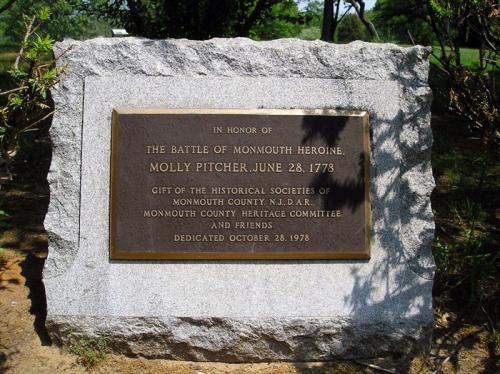 IN HONOR OF
THE BATTLE OF MONMOUTH HEROINE,
MOLLY PITCHER, JUNE 28, 1778
GIFT OF THE HISTORICAL SOCIETIES OF
MONMOUTH COUNTY, N.J. D.A.R.,
MONMOUTH COUNTY HERITAGE COMMITTEE
AND FRIENDS
DEDICATED OCTOBER 28, 1978